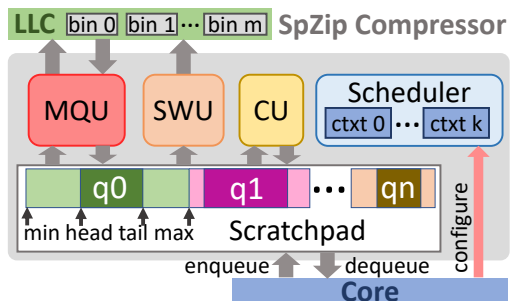 LLC bin 0 bin 1 ··· bin m SpZip Compressor
MQU SWU CU Scheduler
ctxt 0 ··· ctxt k
q0 q1 ··· qn
min head tail max Scratchpad
configure
enqueue dequeue
Core